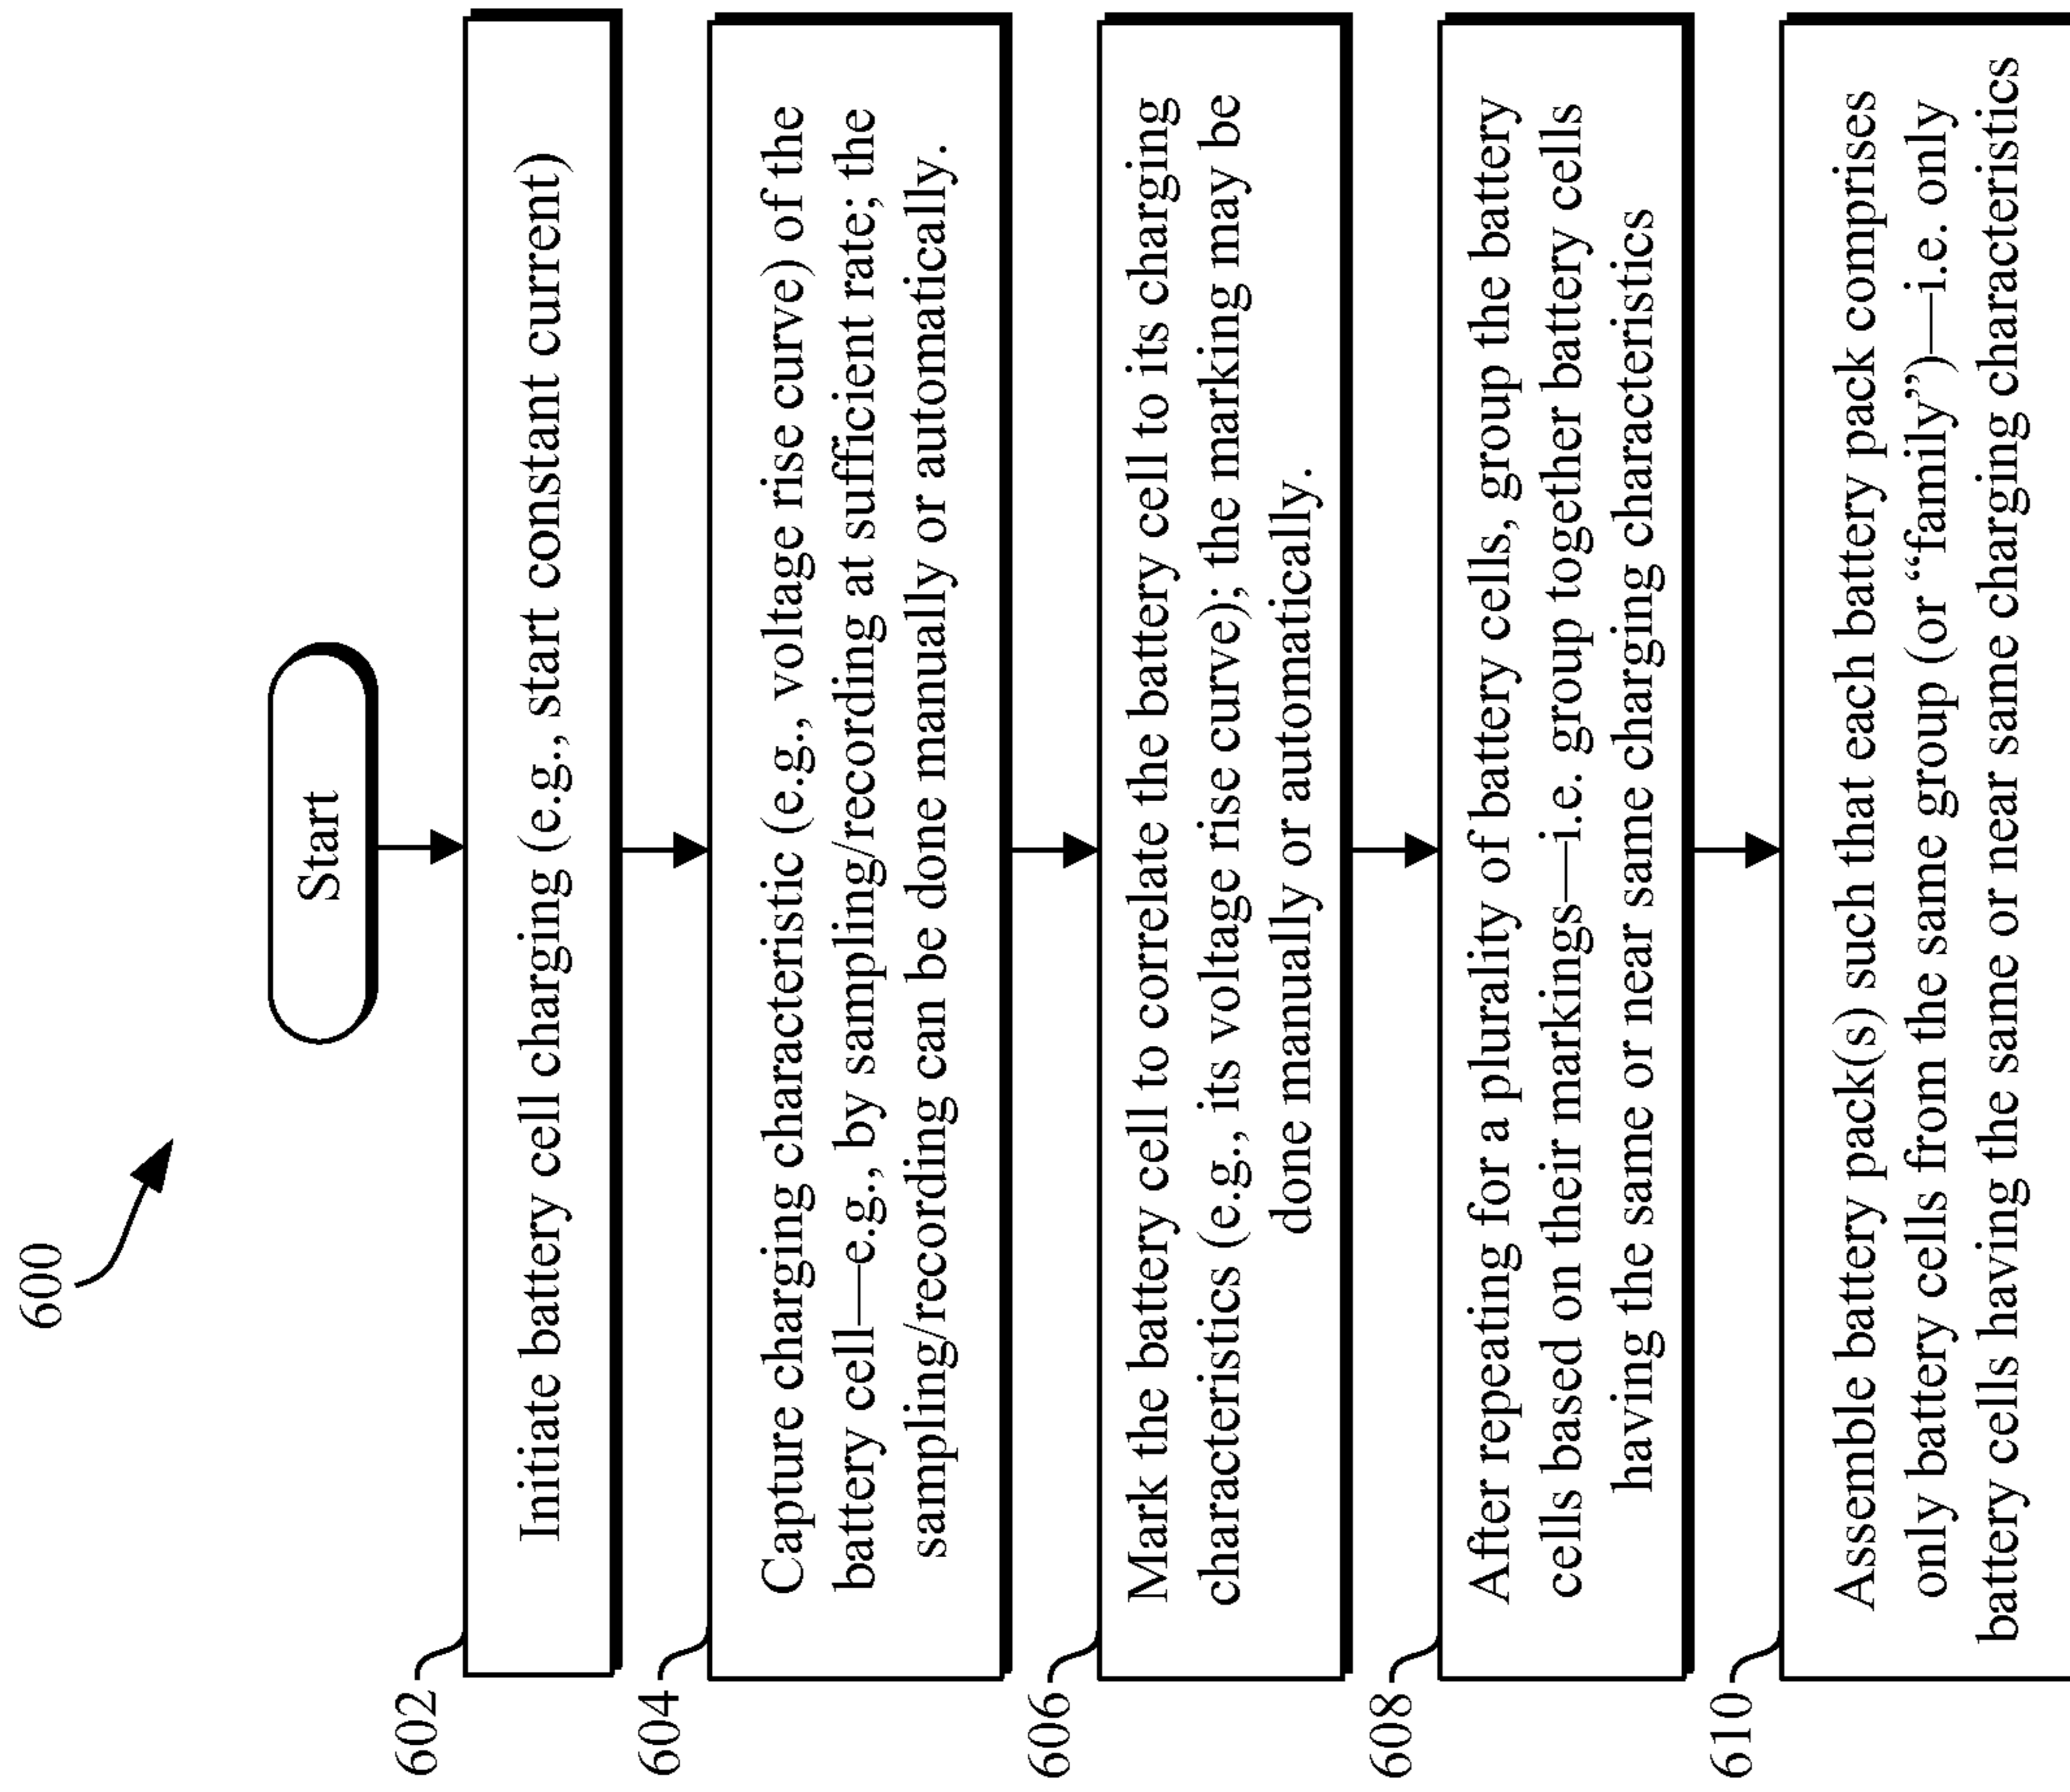 600
Start
602
Initiate battery cell charging (e.g., start constant current)
604
Capture charging characteristic (e.g., voltage rise curve) of the
battery cell—e.g., by sampling/recording at sufficient rate; the
sampling/recording can be done manually or automatically.
606
Mark the battery cell to correlate the battery cell to its charging
characteristics (e.g., its voltage rise curve); the marking may be
done manually or automatically.
608
After repeating for a plurality of battery cells, group the battery
cells based on their markings—i.e. group together battery cells
having the same or near same charging characteristics
610
Assemble battery pack(s) such that each battery pack comprises
only battery cells from the same group (or “family”)—i.e. only
battery cells having the same or near same charging characteristics